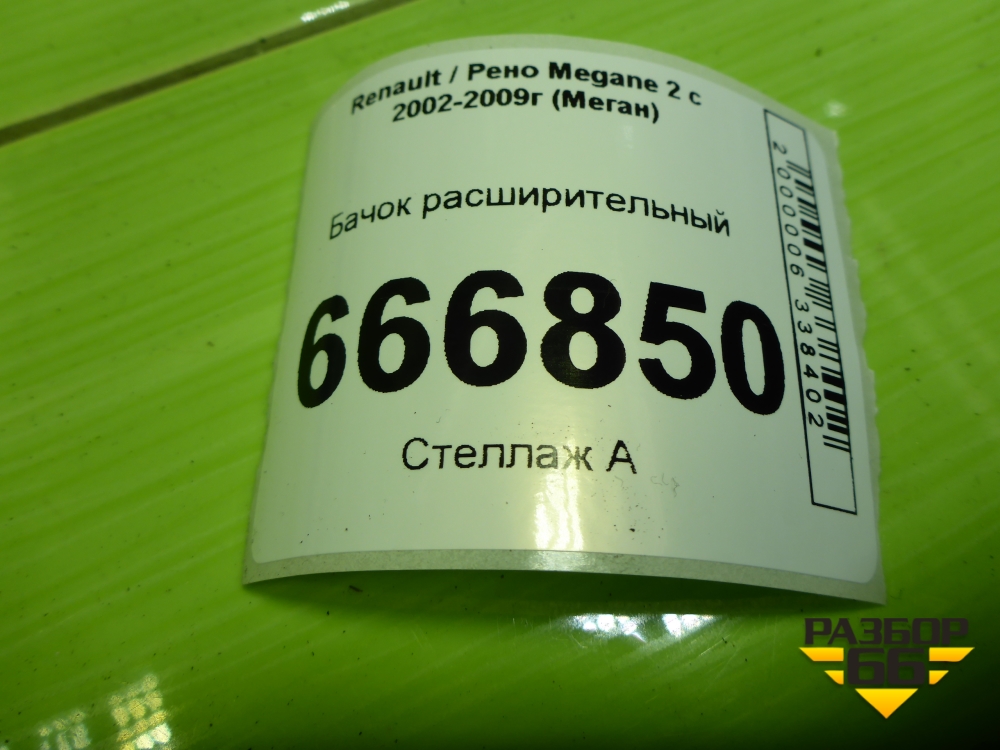 Renault / Рено Megane 2 с
2002-2009г (Меган)
Бачок расширительный
666850
Стеллаж А
2000006338402
РАЗБОР
66